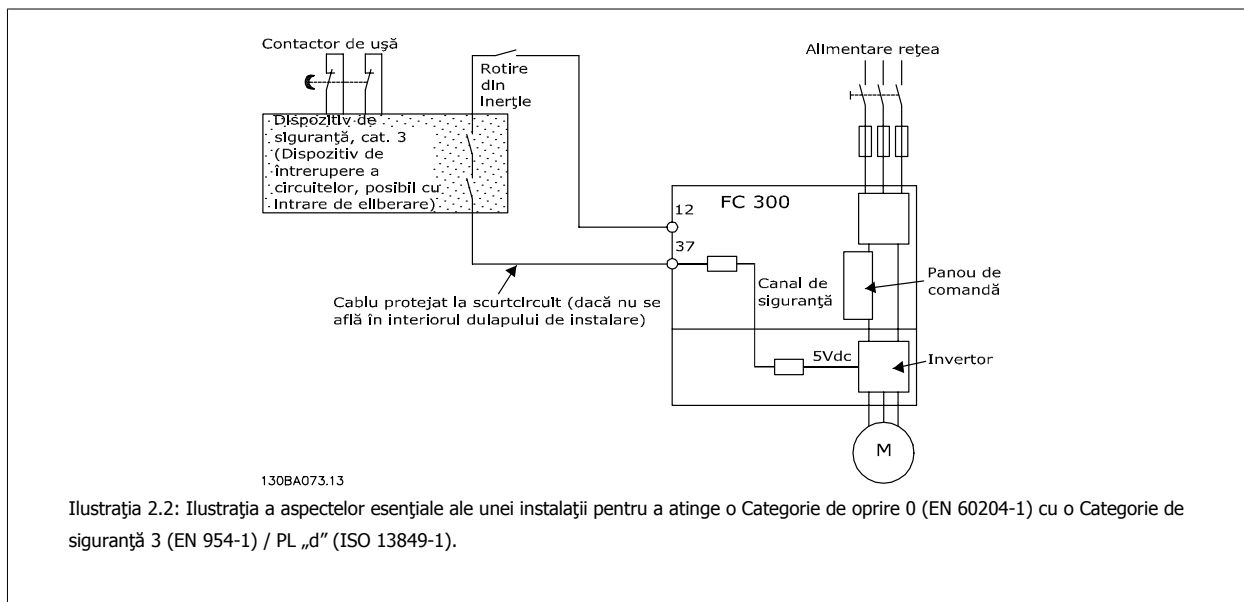 Contactor de uşă
Rotire
din
inerţie
Alimentare reţea
Dispozitiv de
siguranţă, cat. 3
(Dispozitiv de
întrerupere a
circuitelor, posibil cu
intrare de eliberare)
12
FC 300
37
Canal de
siguranţă
Panou de
comandă
Cablu protejat la scurtcircuit (dacă nu se
află în interiorul dulapului de instalare)
5Vdc
Invertor
M
130BA073.13
Ilustraţia 2.2: Ilustraţia a aspectelor esenţiale ale unei instalaţii pentru a atinge o Categorie de oprire 0 (EN 60204-1) cu o Categorie de
siguranţă 3 (EN 954-1) / PL „d” (ISO 13849-1).